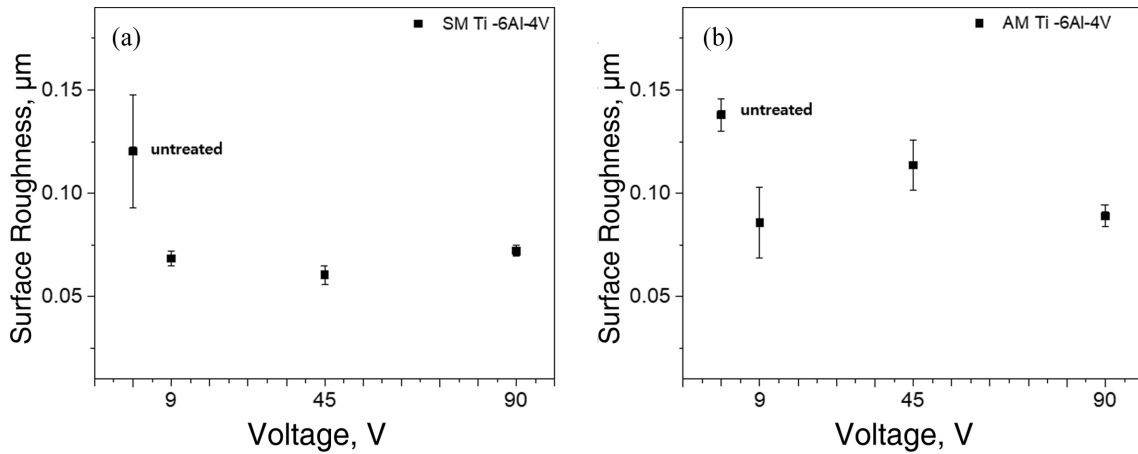 (a)
SM Ti -6Al-4V
Surface Roughness, µm
0.15
0.10
0.05
untreated
9
45
90
Voltage, V
(b)
AM Ti -6Al-4V
Surface Roughness, µm
0.15
0.10
0.05
untreated
9
45
90
Voltage, V